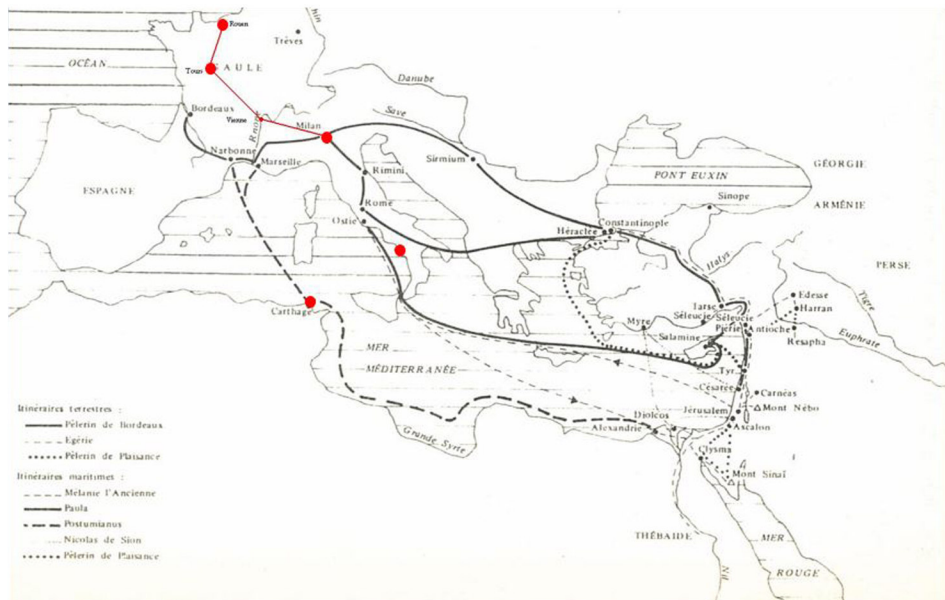 Rouen
Trèves
OCÉAN
Tours
GAULE
Danube
Bordeaux
Save
Vienne
Rhône
Milan
Narbonne
Marseille
Sirmium
Rimini
PONT EUXIN
GÉORGIE
ESPAGNE
Sinope
ARMÉNIE
Rome
Ostie
Constantinople
Héraclée
Halys
PERSE
Tigre
Edesse
Carthage
Tarse
Harran
Séleucie
Séleucie
Myre
Piérie
Antioche
Salamine
Resapha
Euphrate
MER
MÉDITERRANÉE
Tyr
Césarée
Carnéas
Jérusalem
Mont Nébo
Itinéraires terrestres :
Diolcos
Ascalon
Pèlerin de Bordeaux
Alexandrie
Egérie
Grande Syrte
Clysma
Pèlerin de Plaisance
Mont Sinaï
Itinéraires maritimes :
Mélanie l'Ancienne
Paula
Postumianus
THÉBAIDE
MER
Nicolas de Sion
Pèlerin de Plaisance
ROUGE
Nil